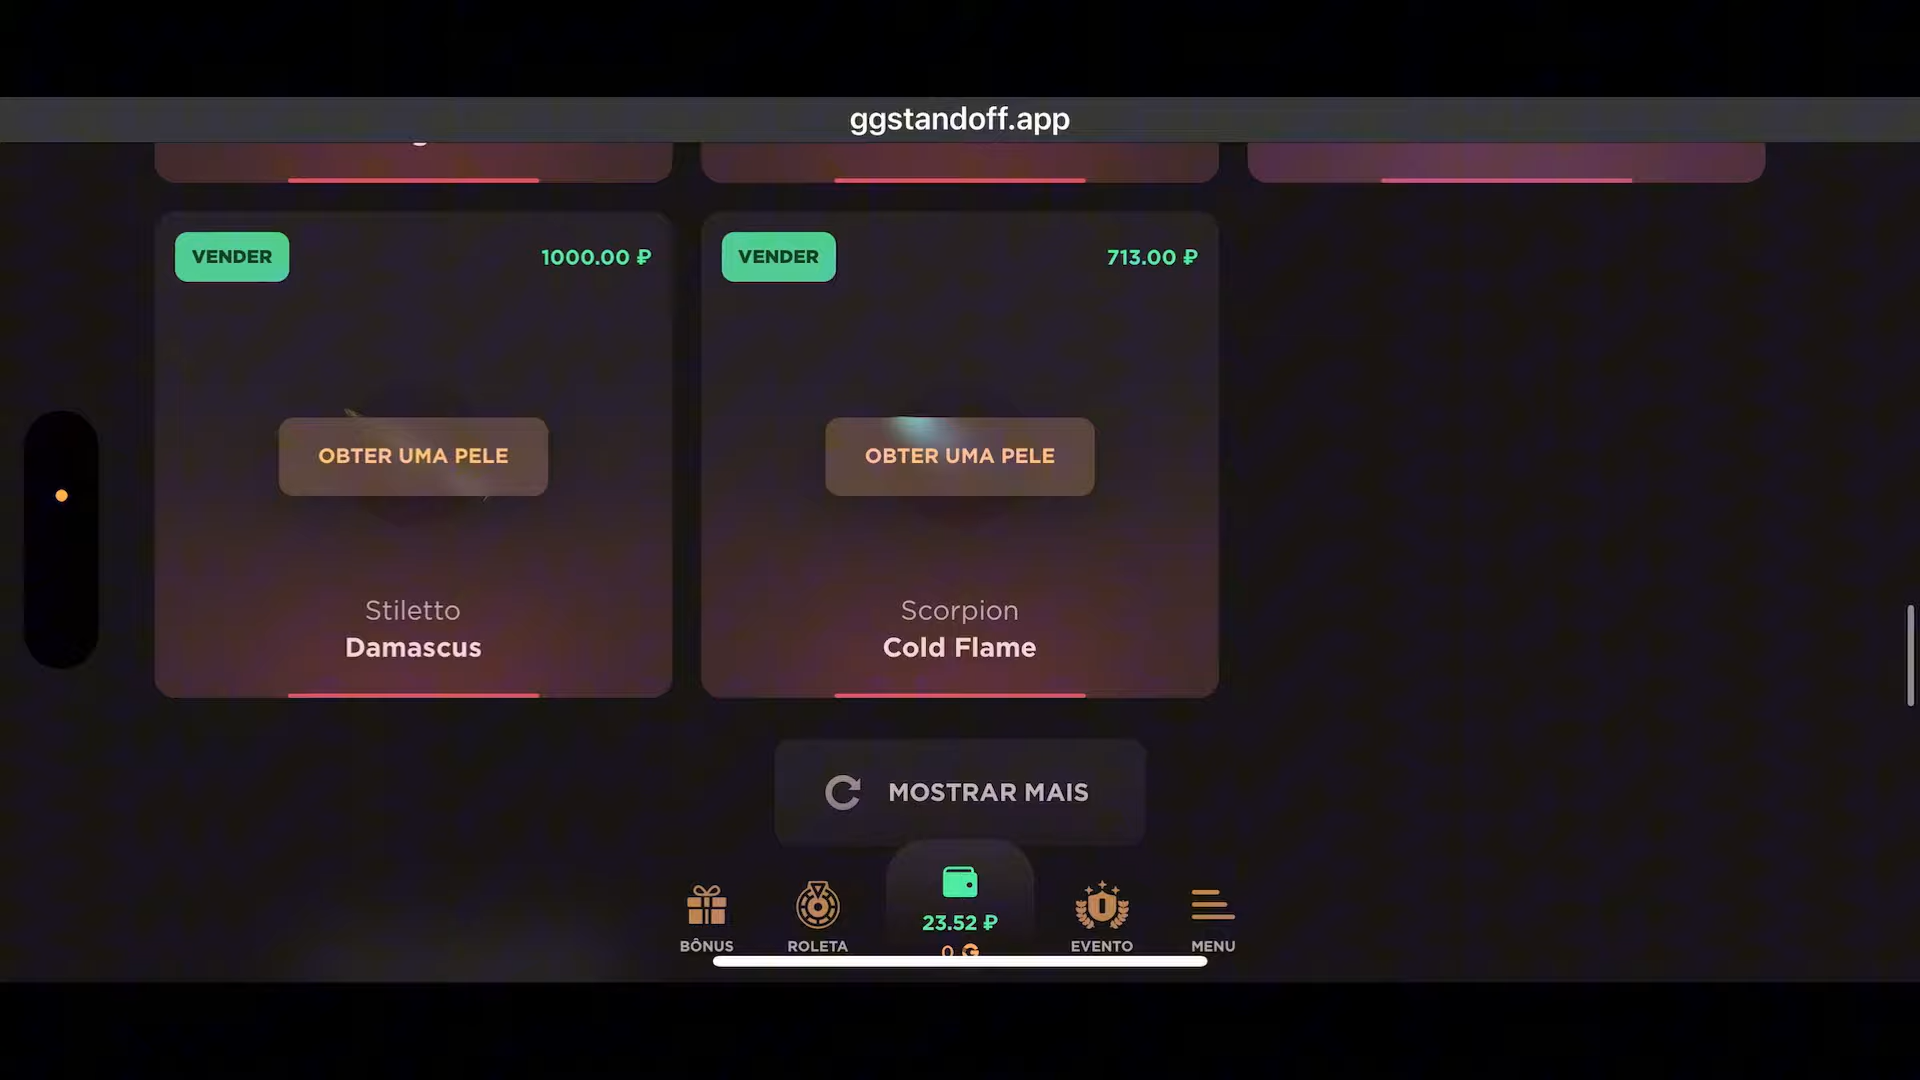 ggstandoff.app
VENDER
1000.00 ₽
VENDER
713.00 ₽
OBTER UMA PELE
OBTER UMA PELE
Stiletto
Damascus
Scorpion
Cold Flame
MOSTRAR MAIS
23.52 ₽
0 G
BÔNUS
ROLETA
EVENTO
MENU